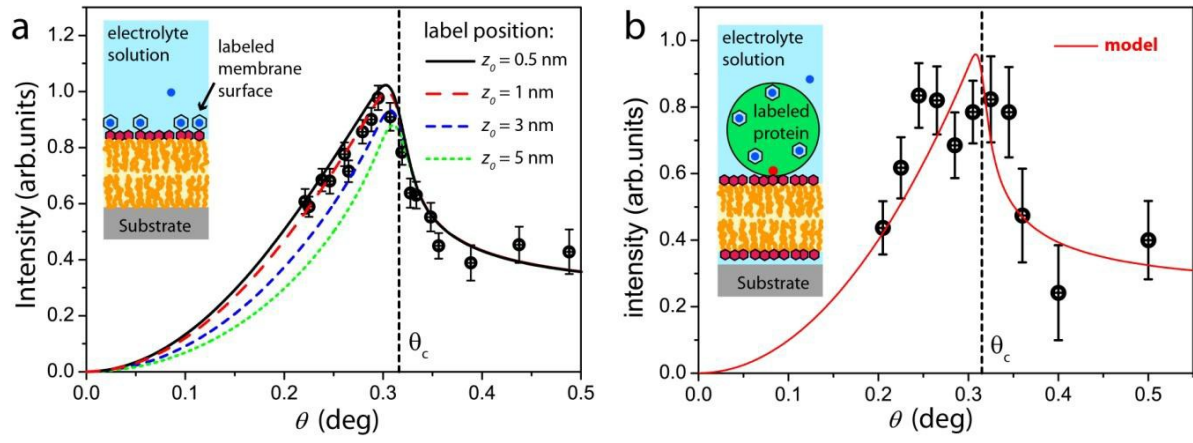 a
electrolyte
solution
labeled
membrane
surface
Substrate
label position:
z₀ = 0.5 nm
z₀ = 1 nm
z₀ = 3 nm
z₀ = 5 nm
θc
Intensity (arb.units)
1.2
1.0
0.8
0.6
0.4
0.2
0.0
0.0 0.1 0.2 0.3 0.4 0.5
θ (deg)
b
electrolyte
solution
labeled
protein
Substrate
model
θc
intensity (arb.units)
1.0
0.8
0.6
0.4
0.2
0.0
0.0 0.1 0.2 0.3 0.4 0.5
θ (deg)